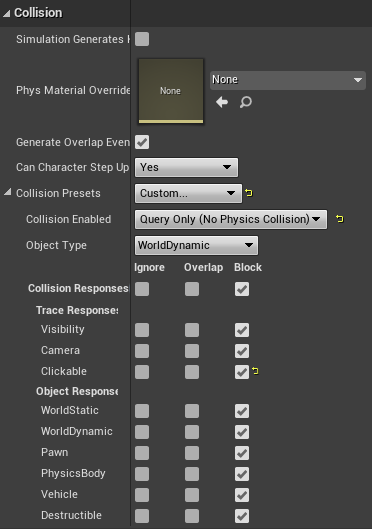 Collision
Simulation Generates
Phys Material Override
None
None
Generate Overlap Even
Can Character Step Up
Yes
Collision Presets
Custom...
Collision Enabled
Query Only (No Physics Collision)
Object Type
WorldDynamic
Ignore Overlap Block
Collision Responses
Trace Responses
Visibility
Camera
Clickable
Object Response
WorldStatic
WorldDynamic
Pawn
PhysicsBody
Vehicle
Destructible